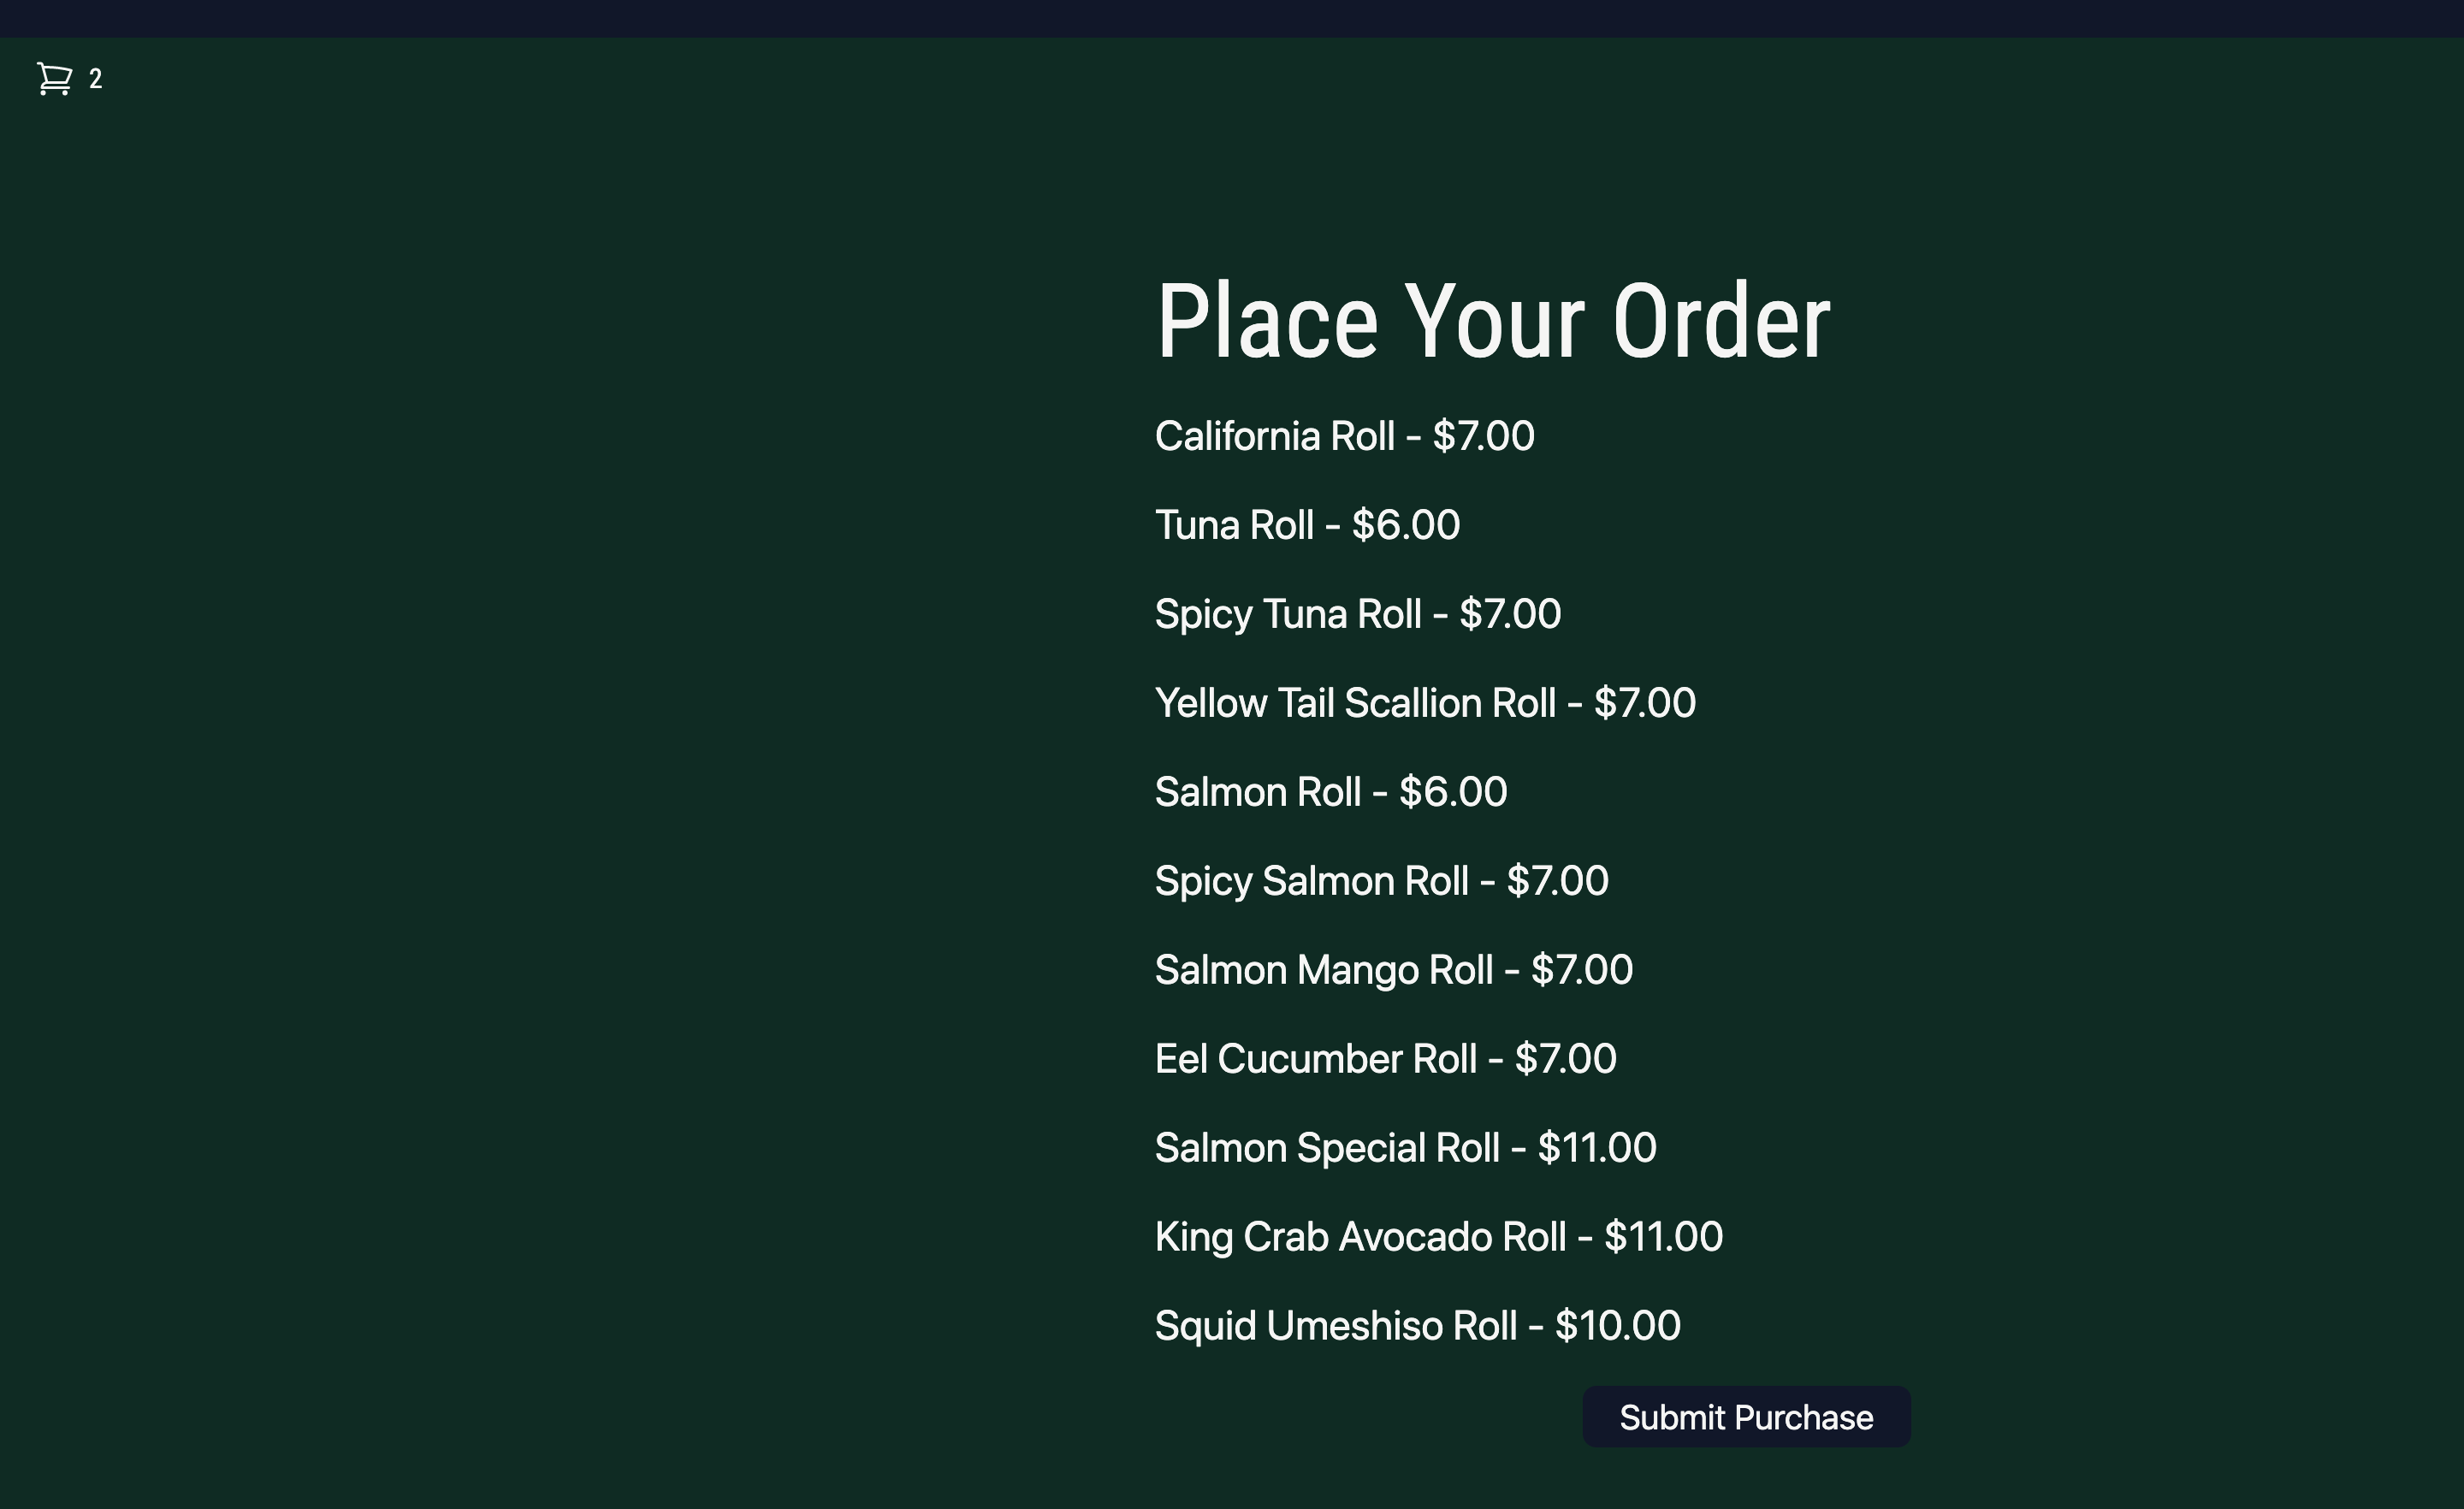 2
Place Your Order
California Roll - $7.00
Tuna Roll - $6.00
Spicy Tuna Roll - $7.00
Yellow Tail Scallion Roll - $7.00
Salmon Roll - $6.00
Spicy Salmon Roll - $7.00
Salmon Mango Roll - $7.00
Eel Cucumber Roll - $7.00
Salmon Special Roll - $11.00
King Crab Avocado Roll - $11.00
Squid Umeshiso Roll - $10.00
Submit Purchase